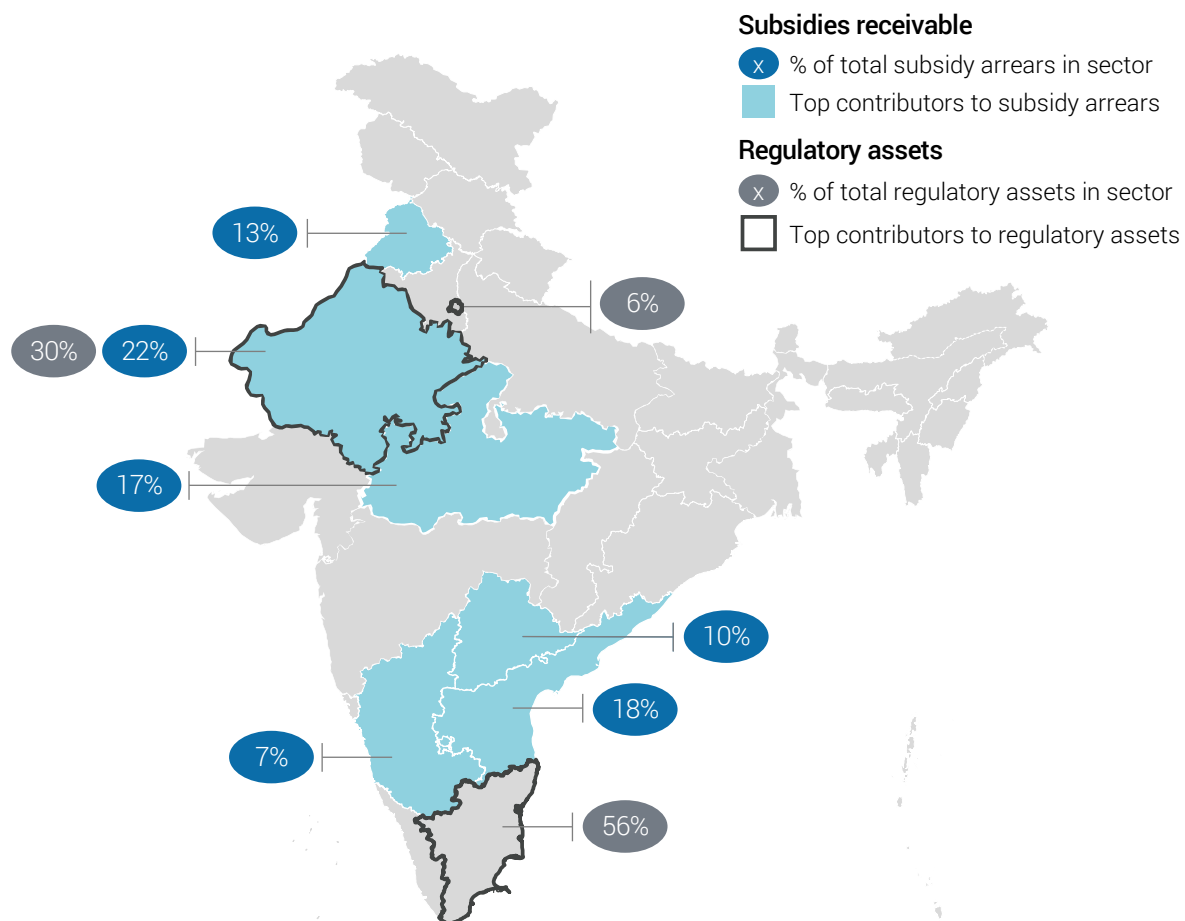 Subsidies receivable
x % of total subsidy arrears in sector
Top contributors to subsidy arrears
Regulatory assets
x % of total regulatory assets in sector
Top contributors to regulatory assets
13%
6%
30% 22%
17%
10%
18%
7%
56%